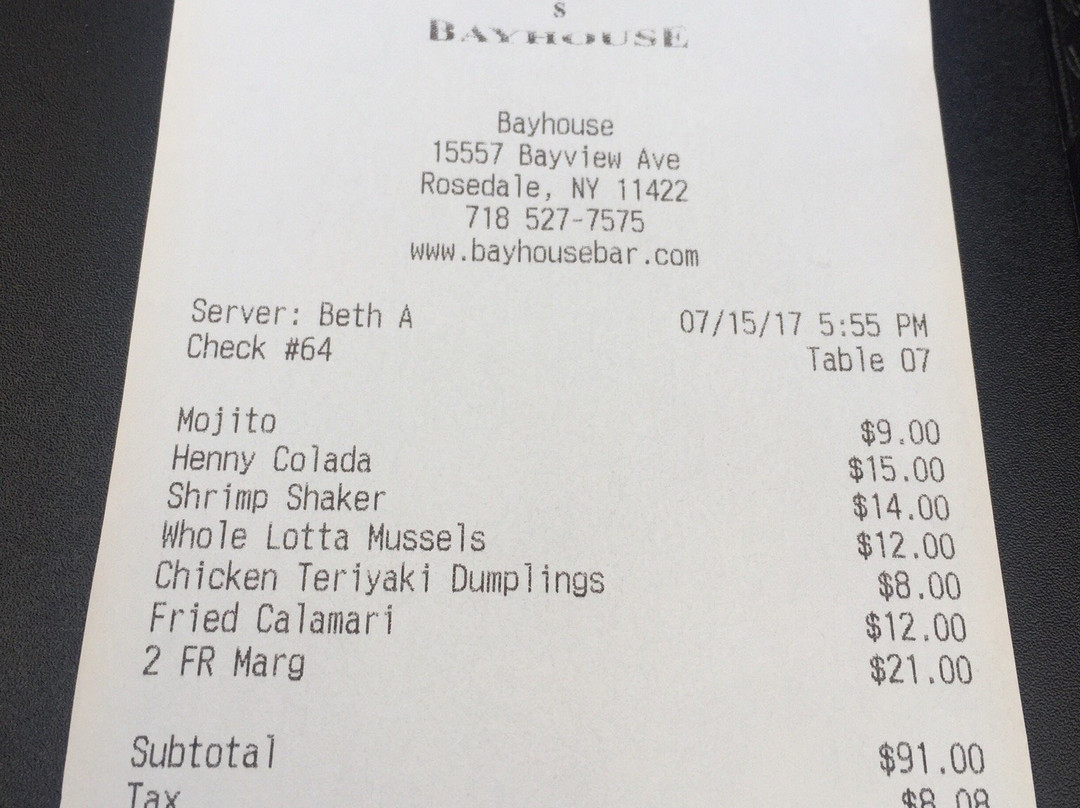 S
BAYHOUSE
Bayhouse
15557 Bayview Ave
Rosedale, NY 11422
718 527-7575
www.bayhousebar.com
Server: Beth A 07/15/17 5:55 PM
Check #64 Table 07
Mojito $9.00
Henny Colada $15.00
Shrimp Shaker $14.00
Whole Lotta Mussels $12.00
Chicken Teriyaki Dumplings $8.00
Fried Calamari $12.00
2 FR Marg $21.00
Subtotal $91.00
Tax $8.08